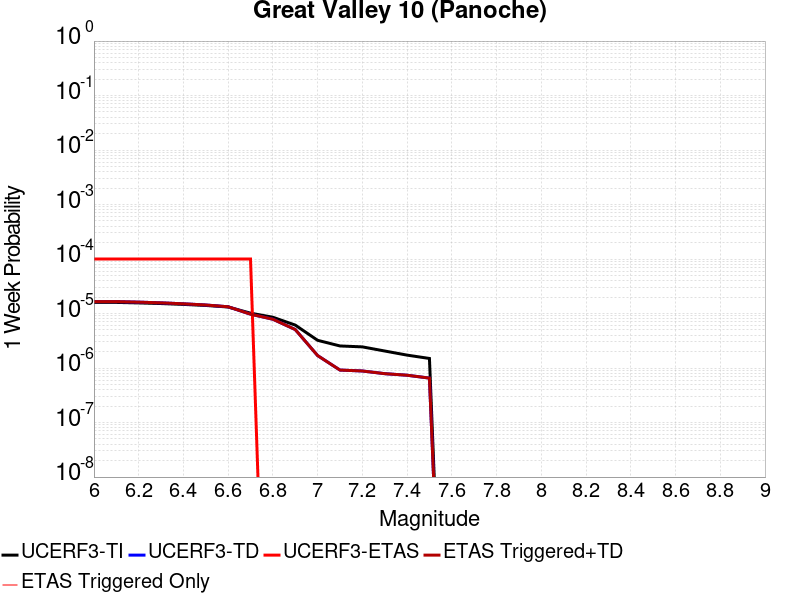 Great Valley 10 (Panoche)
10^0
10^-1
10^-2
10^-3
10^-4
10^-5
10^-6
10^-7
10^-8
1 Week Probability
6 6.2 6.4 6.6 6.8 7 7.2 7.4 7.6 7.8 8 8.2 8.4 8.6 8.8 9
Magnitude
UCERF3-TI UCERF3-TD UCERF3-ETAS ETAS Triggered+TD
ETAS Triggered Only